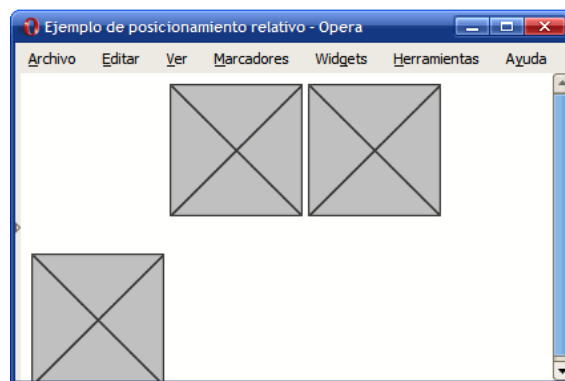 Ejemplo de posicionamiento relativo - Opera
Archivo Editar Ver Marcadores Widgets Herramientas Ayuda